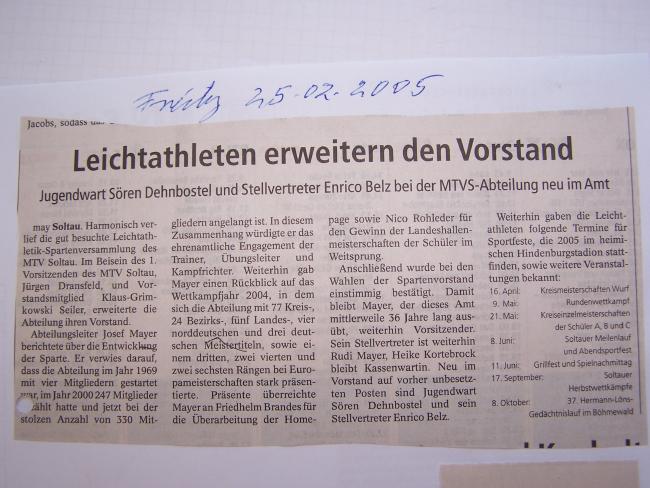 25.02.2005
Jacobs, sodass
Leichtathleten erweitern den Vorstand
Jugendwart Sören Dehnbostel und Stellvertreter Enrico Belz bei der MTVS-Abteilung neu im Amt
may Soltau. Harmonisch ver-
lief die gut besuchte Leichtath-
letik-Spartenversammlung des
MTV Soltau. Im Beisein des 1.
Vorsitzenden des MTV Soltau,
Jürgen Dransfeld, und Vor-
standsmitglied Klaus-Grim-
kowski Seiler, erweiterte die
Abteilung ihren Vorstand.
Abteilungsleiter Josef Mayer
berichtete über die Entwicklung
der Sparte. Er verwies darauf,
dass die Abteilung im Jahre 1969
mit vier Mitgliedern gestartet
war, im Jahr 2000 247 Mitglieder
zählt hatte und jetzt bei der
stolzen Anzahl von 330 Mit-
gliedern angelangt ist. In diesem
Zusammenhang würdigte er das
ehrenamtliche Engagement der
Trainer, Übungsleiter und
Kampfrichter. Weiterhin gab
Mayer einen Rückblick auf das
Wettkampfjahr 2004, in dem
sich die Abteilung mit 77 Kreis-,
24 Bezirks-, fünf Landes-, vier
norddeutschen und drei deut-
schen Meistertiteln, sowie ei-
nem dritten, zwei vierten und
zwei sechsten Rängen bei Euro-
pameisterschaften stark präsen-
tierte. Präsente überreichte
Mayer an Friedhelm Brandes für
die Überarbeitung der Home-
page sowie Nico Rohleder für
den Gewinn der Landeshallen-
meisterschaften der Schüler im
Weitsprung.
Anschließend wurde bei den
Wahlen der Spartenvorstand
einstimmig bestätigt. Damit
bleibt Mayer, der dieses Amt
mittlerweile 36 Jahre lang aus-
übt, weiterhin Vorsitzender.
Sein Stellvertreter ist weiterhin
Rudi Mayer, Heike Kortebrock
bleibt Kassenwartin. Neu im
Vorstand auf vorher unbesetz-
ten Posten sind Jugendwart
Sören Dehnbostel und sein
Stellvertreter Enrico Belz.
Weiterhin gaben die Leicht-
athleten folgende Termine für
Sportfeste, die 2005 im heimi-
schen Hindenburgstadion statt-
finden, sowie weitere Veranstal-
tungen bekannt:
16. April: Kreismeisterschaften Wurf
9. Mai: Rundenwettkampf
21. Mai: Kreiseinzelmeisterschaften
der Schüler A, B und C
8. Juni: Soltauer Meilenlauf
und Abendsportfest
11. Juni: Grillfest und Spielnachmittag
17. September: Soltauer
Herbstwettkämpfe
8. Oktober: 37. Hermann-Löns-
Gedächtnislauf im Böhmewald